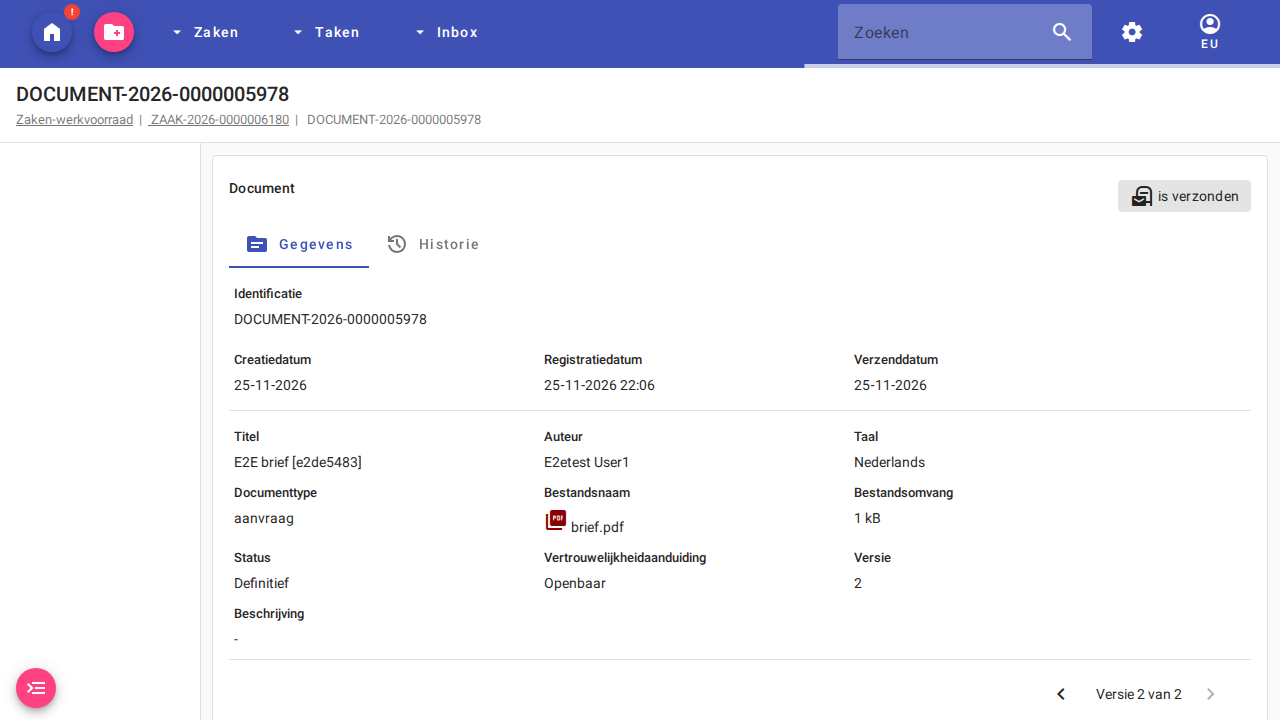 !
Zaken
Taken
Inbox
Zoeken
EU
DOCUMENT-2026-0000005978
Zaken-werkvoorraad | ZAAK-2026-0000006180 | DOCUMENT-2026-0000005978
Document
is verzonden
Gegevens
Historie
Identificatie
DOCUMENT-2026-0000005978
Creatiedatum Registratiedatum Verzenddatum
25-11-2026 25-11-2026 22:06 25-11-2026
Titel Auteur Taal
E2E brief [e2de5483] E2etest User1 Nederlands
Documenttype Bestandsnaam Bestandsomvang
aanvraag PDF brief.pdf 1 kB
Status Vertrouwelijkheidaanduiding Versie
Definitief Openbaar 2
Beschrijving
-
Versie 2 van 2